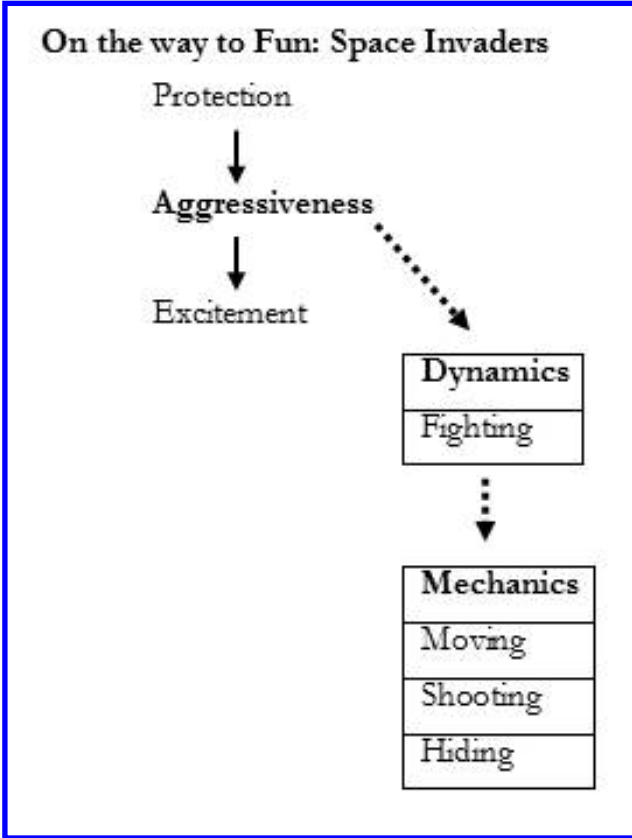 On the way to Fun: Space Invaders
Protection
Aggressiveness
Excitement
Dynamics
Fighting
Mechanics
Moving
Shooting
Hiding